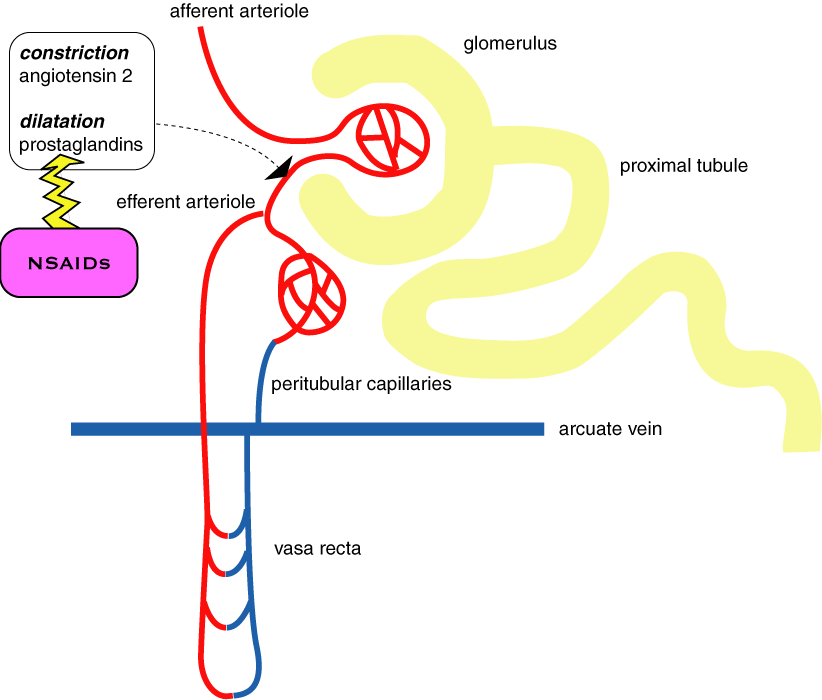 afferent arteriole
glomerulus
constriction
angiotensin 2
dilatation
prostaglandins
proximal tubule
efferent arteriole
NSAIDs
peritubular capillaries
arcuate vein
vasa recta